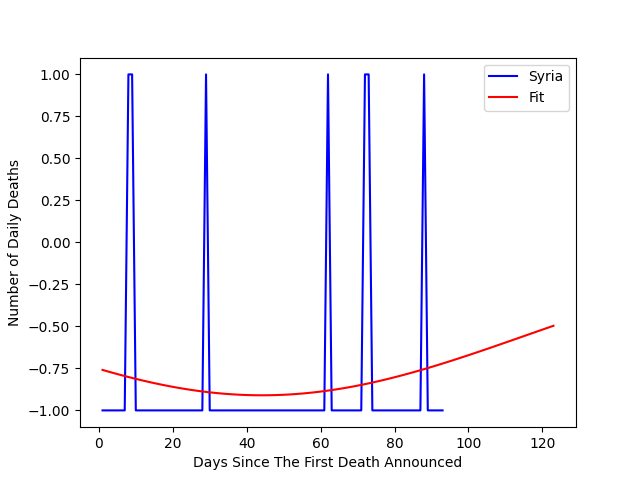 1.00
0.75
0.50
0.25
0.00
−0.25
−0.50
−0.75
−1.00
0 20 40 60 80 100 120
Number of Daily Deaths
Days Since The First Death Announced
Syria
Fit